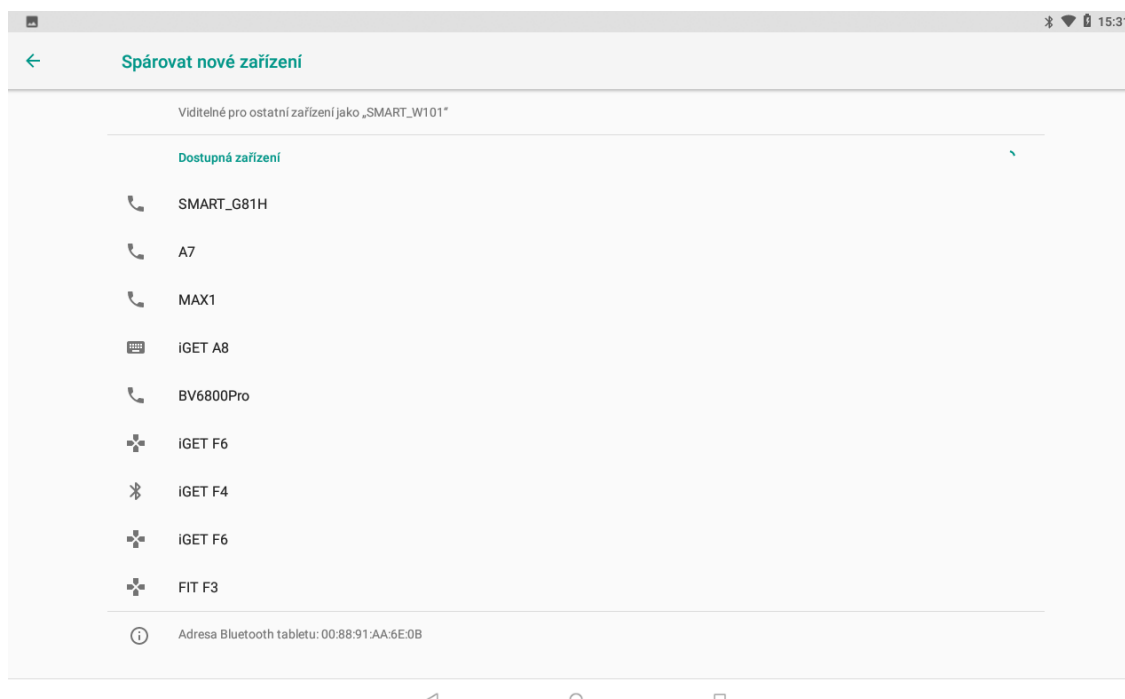 15:31
Spárovat nové zařízení
Viditelné pro ostatní zařízení jako „SMART_W101“
Dostupná zařízení
SMART_G81H
A7
MAX1
iGET A8
BV6800Pro
iGET F6
iGET F4
iGET F6
FIT F3
Adresa Bluetooth tabletu: 00:88:91:AA:6E:0B